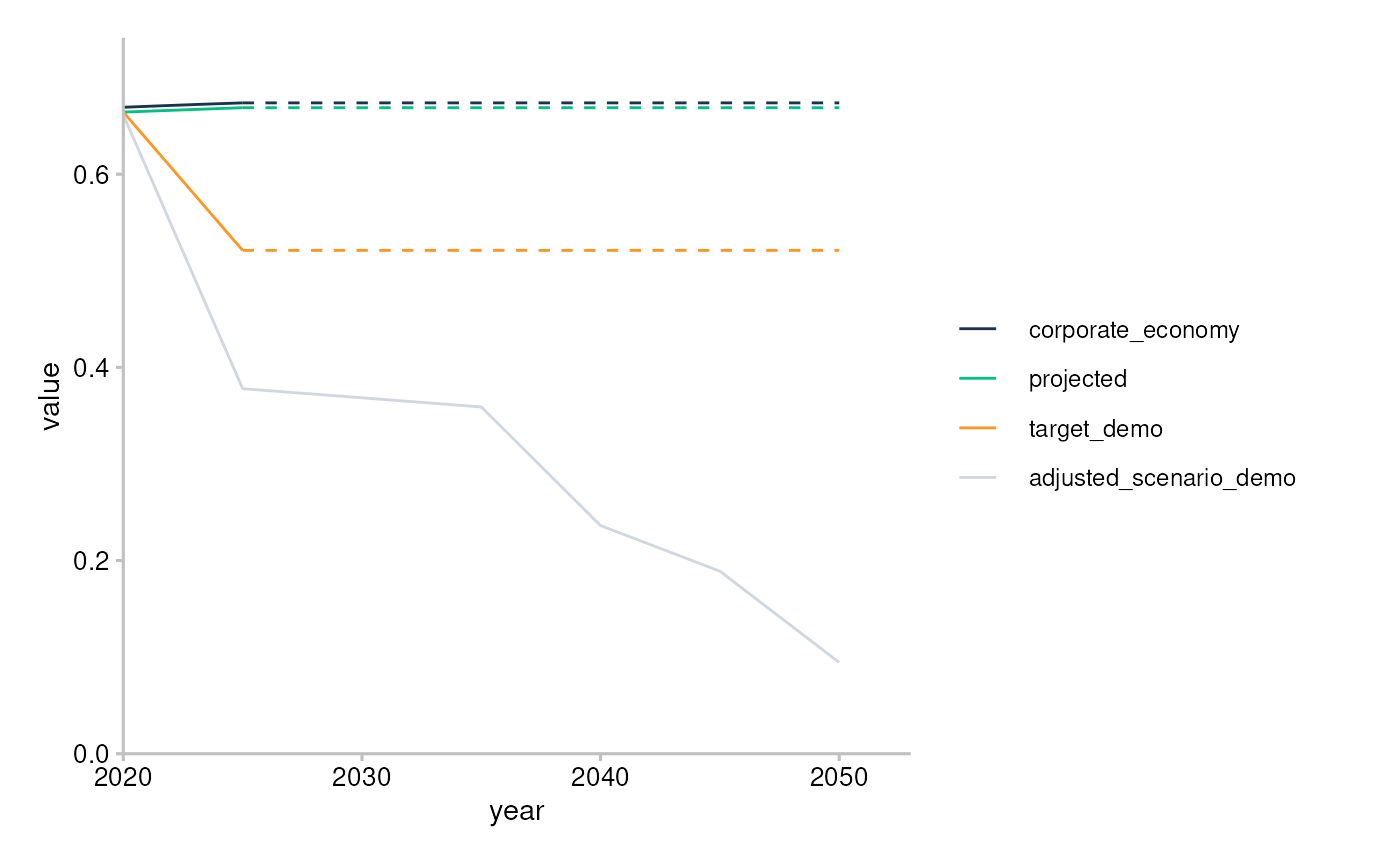 value
0.6
0.4
0.2
0.0
2020 2030 2040 2050
year
corporate_economy
projected
target_demo
adjusted_scenario_demo